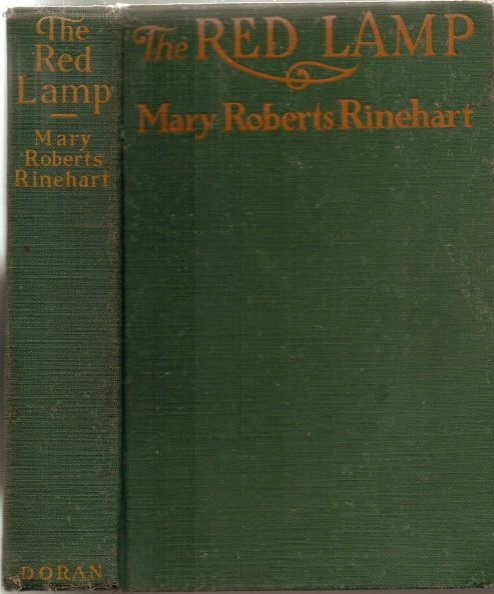 The
Red
Lamp
Mary
Roberts
Rinehart
DORAN
The RED LAMP
Mary Roberts Rinehart